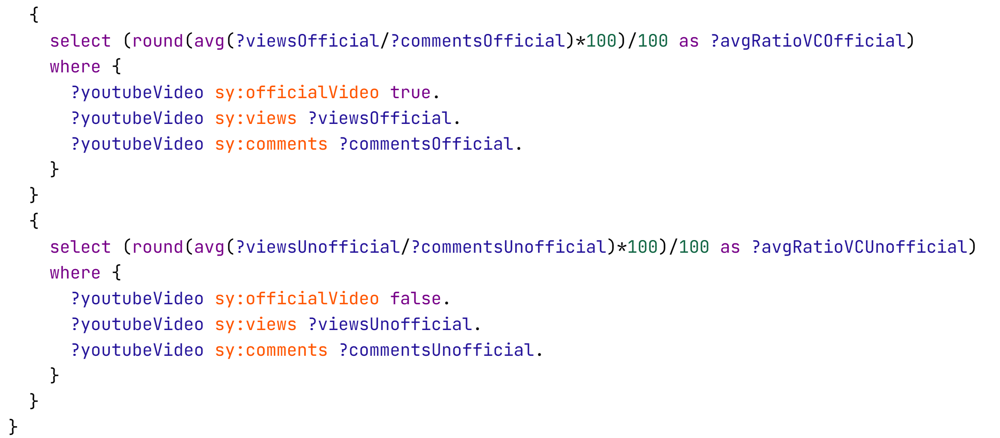 {
select (round(avg(?viewsOfficial/?commentsOfficial)*100)/100 as ?avgRatioVCOfficial)
where {
?youtubeVideo sy:officialVideo true.
?youtubeVideo sy:views ?viewsOfficial.
?youtubeVideo sy:comments ?commentsOfficial.
}
}
{
select (round(avg(?viewsUnofficial/?commentsUnofficial)*100)/100 as ?avgRatioVCUnofficial)
where {
?youtubeVideo sy:officialVideo false.
?youtubeVideo sy:views ?viewsUnofficial.
?youtubeVideo sy:comments ?commentsUnofficial.
}
}
}